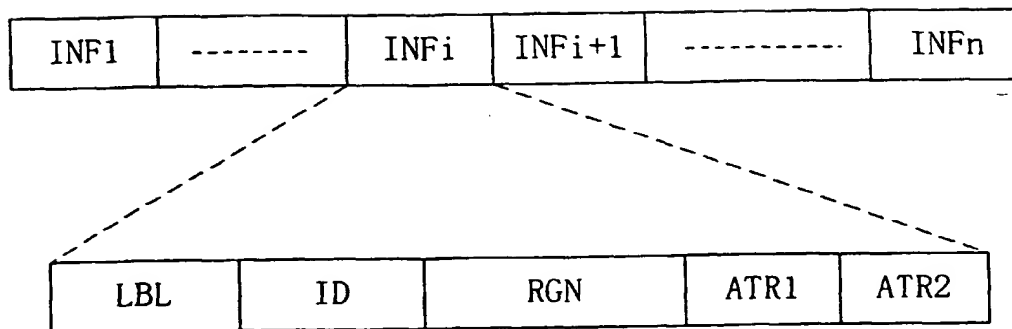 INF1 -------- INFi INFi+1 ----------- INFn
LBL ID RGN ATR1 ATR2